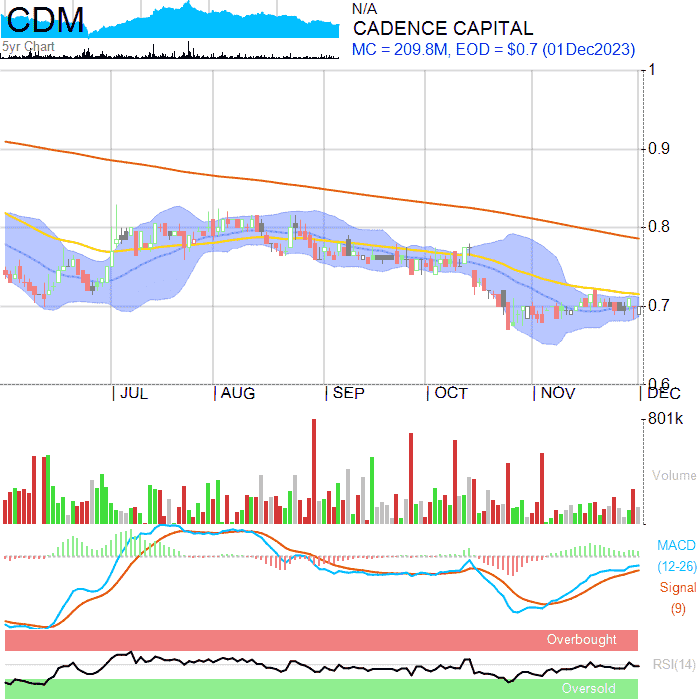 CDM
5yr Chart
N/A
CADENCE CAPITAL
MC = 209.8M, EOD = $0.7 (01Dec2023)
1
0.9
0.8
0.7
0.6
JUL AUG SEP OCT NOV DEC
801k
Volume
MACD
(12-26)
Signal
(9)
Overbought
RSI(14)
Oversold